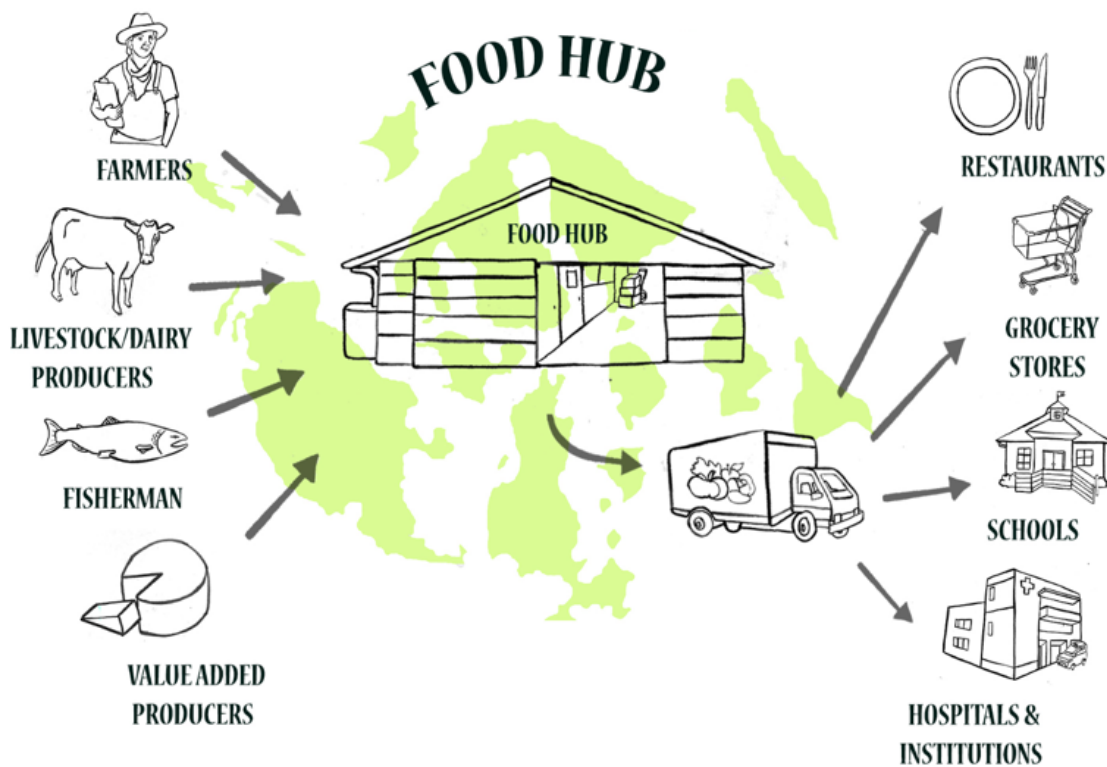 FOOD HUB
FARMERS
LIVESTOCK/DAIRY
PRODUCERS
FISHERMAN
VALUE ADDED
PRODUCERS
FOOD HUB
RESTAURANTS
GROCERY
STORES
SCHOOLS
HOSPITALS &
INSTITUTIONS